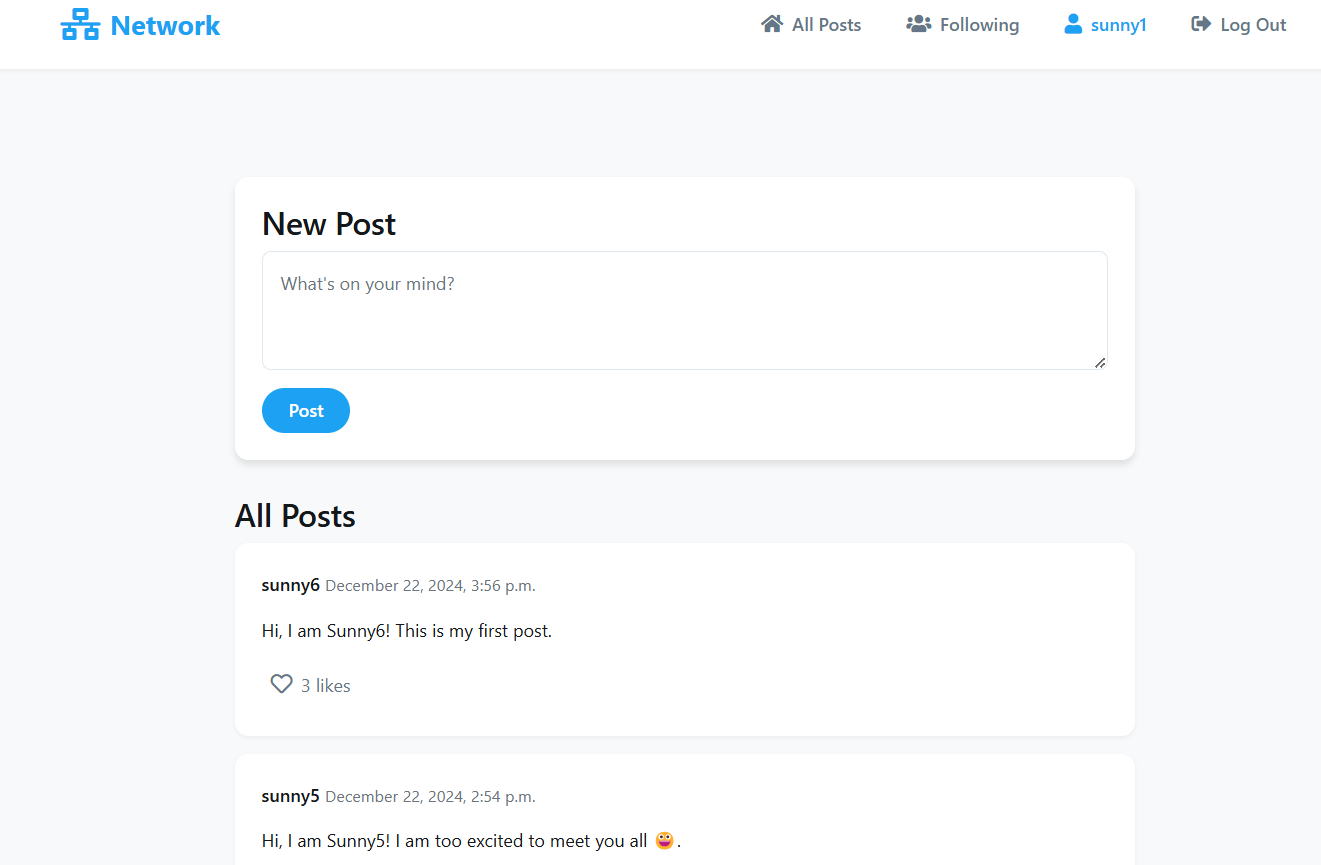 Network
All Posts
Following
sunny1
Log Out
New Post
What's on your mind?
Post
All Posts
sunny6 December 22, 2024, 3:56 p.m.
Hi, I am Sunny6! This is my first post.
3 likes
sunny5 December 22, 2024, 2:54 p.m.
Hi, I am Sunny5! I am too excited to meet you all 😀.